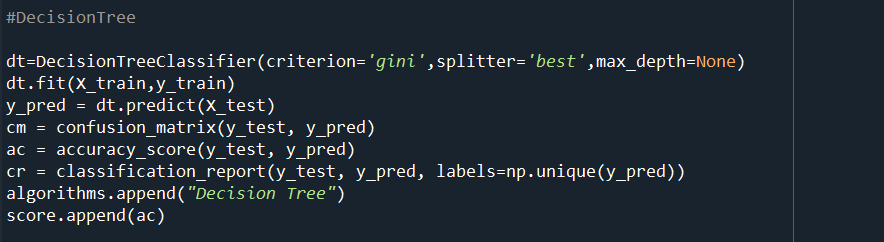 #DecisionTree
dt=DecisionTreeClassifier(criterion='gini',splitter='best',max_depth=None)
dt.fit(X_train,y_train)
y_pred = dt.predict(X_test)
cm = confusion_matrix(y_test, y_pred)
ac = accuracy_score(y_test, y_pred)
cr = classification_report(y_test, y_pred, labels=np.unique(y_pred))
algorithms.append("Decision Tree")
score.append(ac)